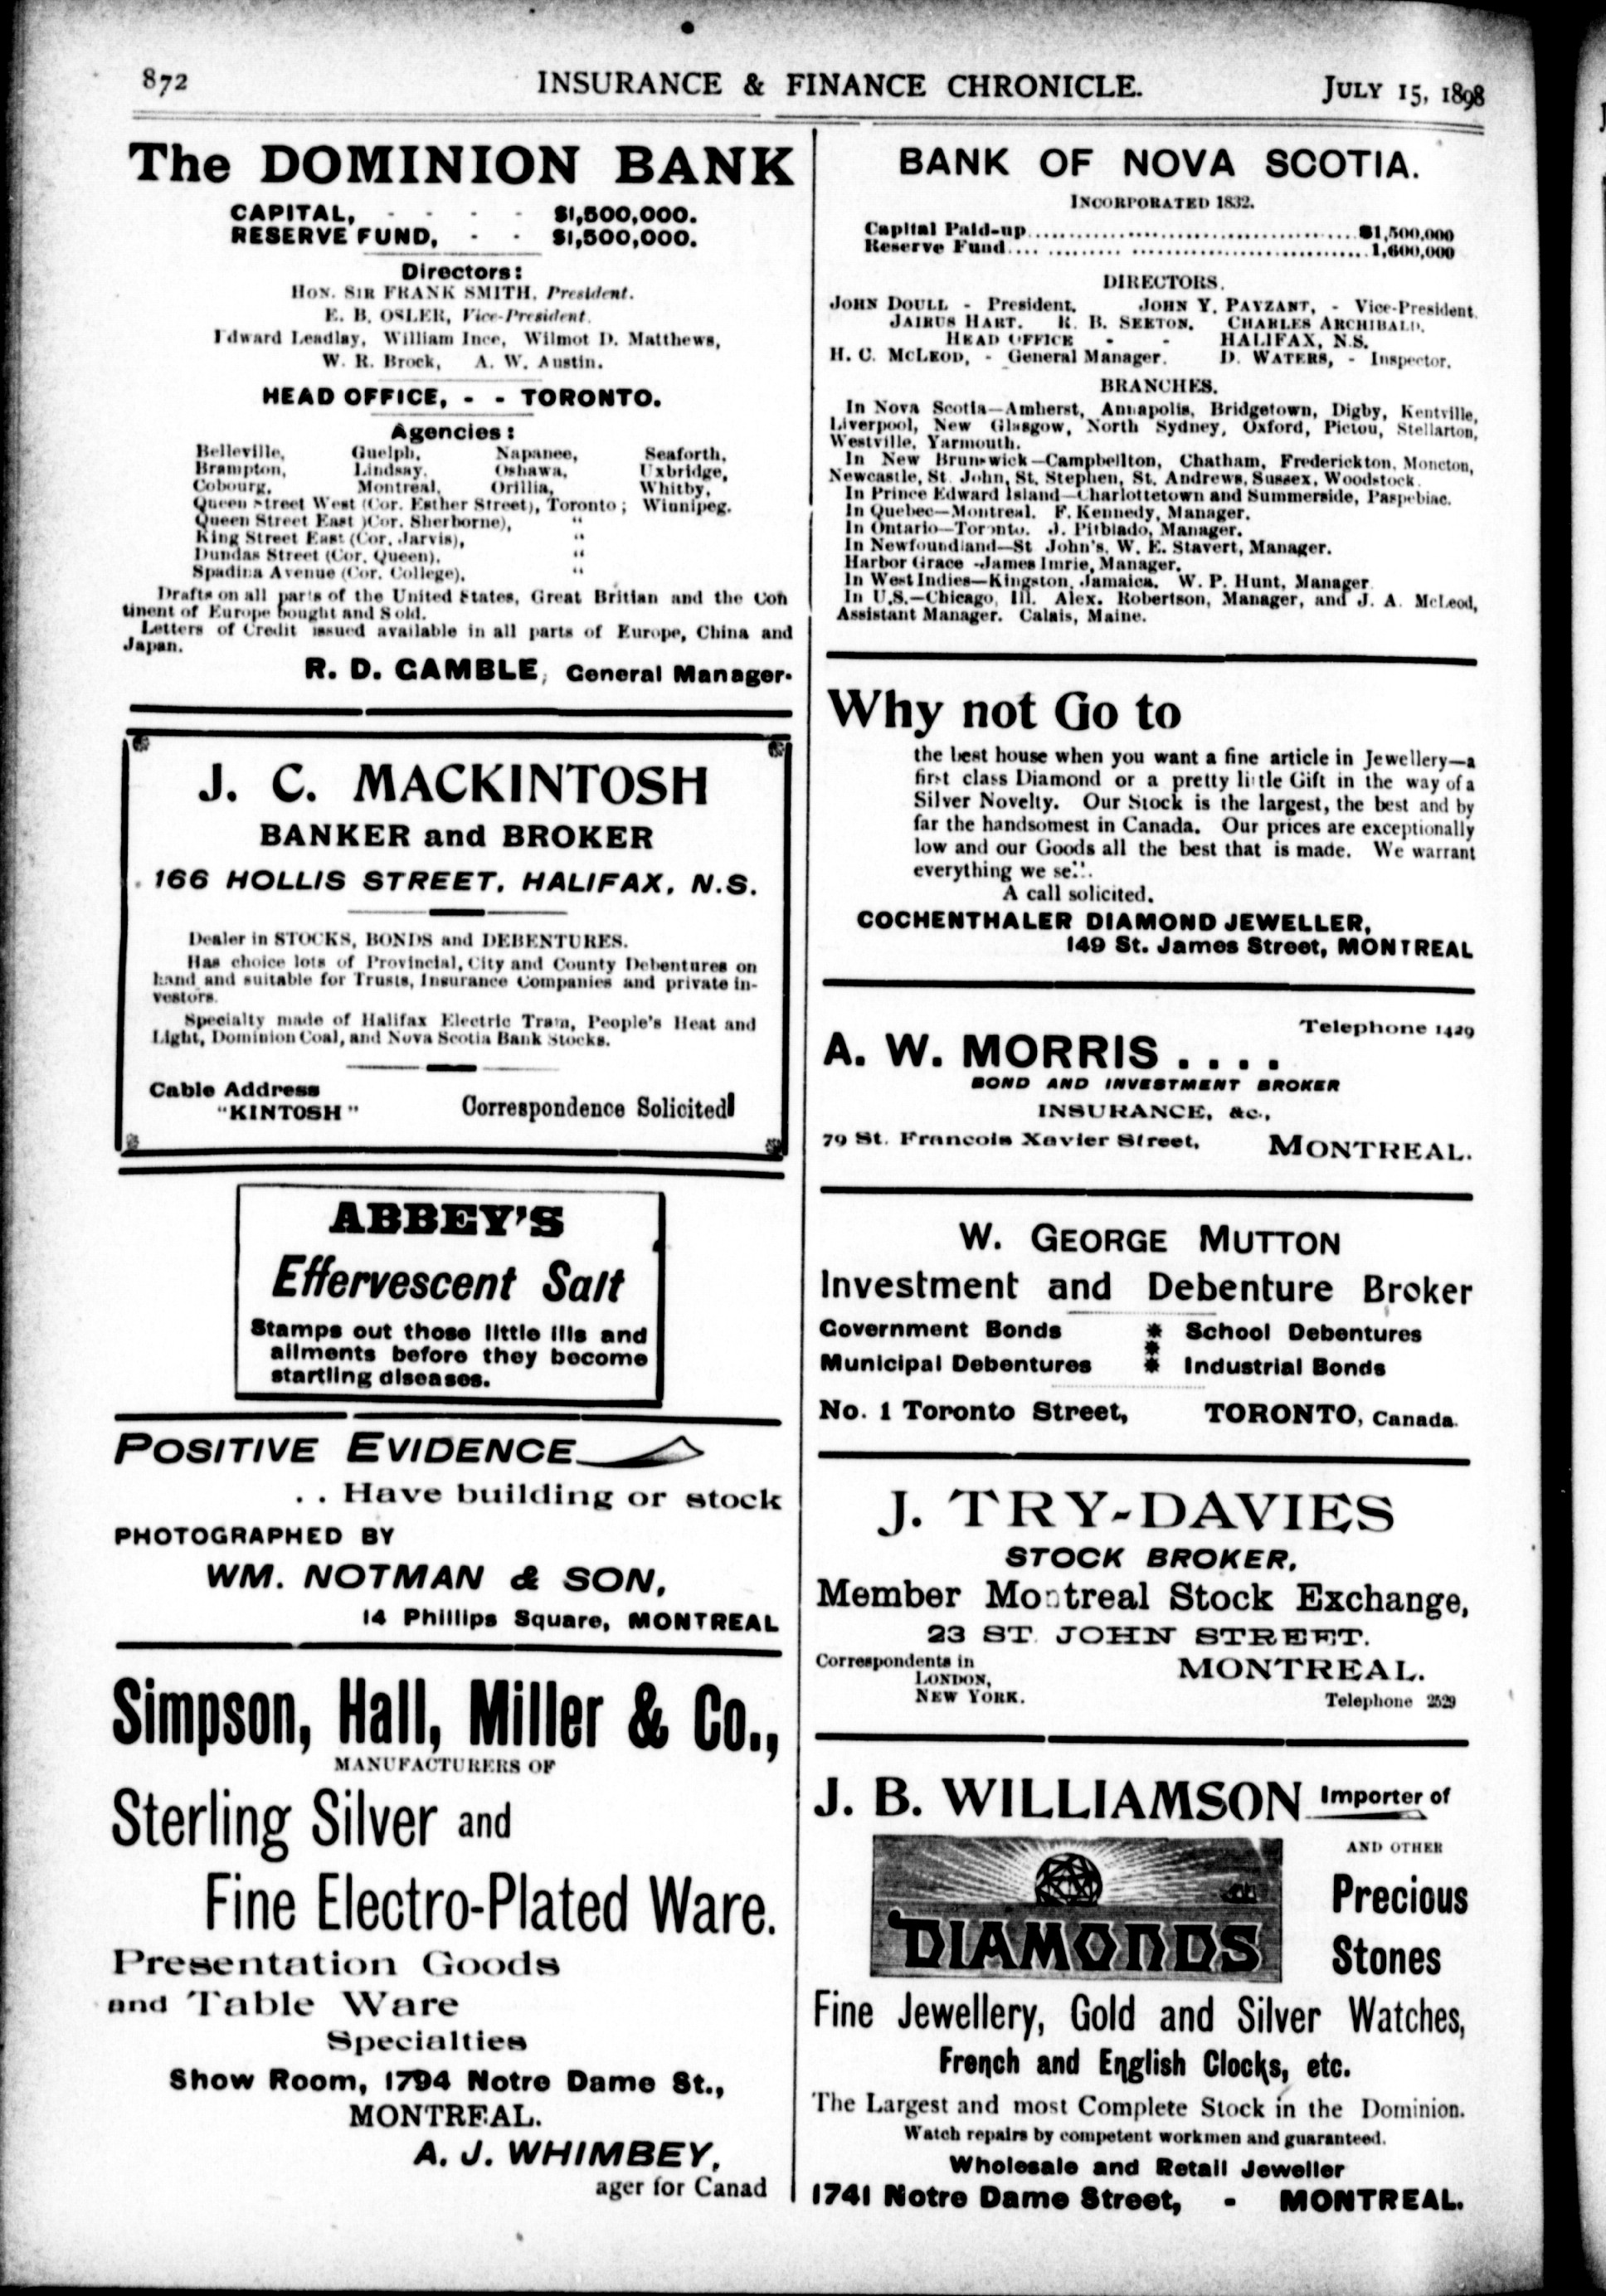 872
INSURANCE & FINANCE CHRONICLE.
JULY 15, 1898
The DOMINION BANK
CAPITAL, - - - - $1,500,000.
RESERVE FUND, - - $1,500,000.
Directors:
HON. SIR FRANK SMITH, President.
E. B. OSLER, Vice-President.
Edward Leadlay, William Ince, Wilmot D. Matthews,
W. R. Brock, A. W. Austin.
HEAD OFFICE, - - TORONTO.
Agencies:
Belleville, Guelph, Napanee, Seaforth,
Brampton, Lindsay, Oshawa, Uxbridge,
Cobourg, Montreal, Orillia, Whitby,
Queen Street West (Cor. Esther Street), Toronto; Winnipeg.
Queen Street East )Cor. Sherborne), "
King Street East (Cor. Jarvis), "
Dundas Street (Cor. Queen), "
Spadina Avenue (Cor. College), "
Drafts on all parts of the United States, Great Britian and the Con
tinent of Europe bought and Sold.
Letters of Credit issued available in all parts of Europe, China and
Japan.
R. D. GAMBLE, General Manager.
J. C. MACKINTOSH
BANKER and BROKER
166 HOLLIS STREET, HALIFAX, N.S.
Dealer in STOCKS, BONDS and DEBENTURES.
Has choice lots of Provincial, City and County Debentures on
hand and suitable for Trusts, Insurance Companies and private in-
vestors.
Specialty made of Halifax Electric Tram, People's Heat and
Light, Dominion Coal, and Nova Scotia Bank Stocks.
Cable Address
"KINTOSH"
Correspondence Solicited
ABBEY'S
Effervescent Salt
Stamps out those little ills and
ailments before they become
startling diseases.
POSITIVE EVIDENCE
. . Have building or stock
PHOTOGRAPHED BY
WM. NOTMAN & SON,
14 Phillips Square, MONTREAL
Simpson, Hall, Miller & Co.,
MANUFACTURERS OF
Sterling Silver and
Fine Electro-Plated Ware.
Presentation Goods
and Table Ware
Specialties
Show Room, 1794 Notre Dame St.,
MONTREAL.
A. J. WHIMBEY,
ager for Canad
BANK OF NOVA SCOTIA.
INCORPORATED 1832.
Capital Paid-up.......................................$1,500,000
Reserve Fund.......................................1,600,000
DIRECTORS.
JOHN DOULL - President. JOHN Y. PAYZANT, - Vice-President.
JAIRUS HART. R. B. SEETON. CHARLES ARCHIBALD.
HEAD OFFICE - - HALIFAX, N.S.
H. C. MCLEOD, - General Manager. D. WATERS, - Inspector.
BRANCHES.
In Nova Scotia—Amherst, Annapolis, Bridgetown, Digby, Kentville,
Liverpool, New Glasgow, North Sydney, Oxford, Pictou, Stellarton,
Westville, Yarmouth.
In New Brunswick—Campbellton, Chatham, Frederickton, Moncton,
Newcastle, St. John, St. Stephen, St. Andrews, Sussex, Woodstock.
In Prince Edward Island—Charlottetown and Summerside, Paspebiac.
In Quebec—Montreal. F. Kennedy, Manager.
In Ontario—Toronto. J. Pitblado, Manager.
In Newfoundland—St John's. W. E. Stavert, Manager.
Harbor Grace -James Imrie, Manager.
In West Indies—Kingston, Jamaica. W. P. Hunt, Manager
In U.S.—Chicago, Ill. Alex. Robertson, Manager, and J. A. McLeod,
Assistant Manager. Calais, Maine.
Why not Go to
the best house when you want a fine article in Jewellery—a
first class Diamond or a pretty little Gift in the way of a
Silver Novelty. Our Stock is the largest, the best and by
far the handsomest in Canada. Our prices are exceptionally
low and our Goods all the best that is made. We warrant
everything we sell.
A call solicited.
COCHENTHALER DIAMOND JEWELLER,
149 St. James Street, MONTREAL
Telephone 1429
A. W. MORRIS . . . .
BOND AND INVESTMENT BROKER
INSURANCE, &c.,
79 St. Francois Xavier Street, MONTREAL.
W. GEORGE MUTTON
Investment and Debenture Broker
Government Bonds * School Debentures
*
Municipal Debentures * Industrial Bonds
No. 1 Toronto Street, TORONTO, Canada.
J. TRY-DAVIES
STOCK BROKER,
Member Montreal Stock Exchange,
23 ST. JOHN STREET.
Correspondents in
LONDON,
NEW YORK.
MONTREAL.
Telephone 2529
J. B. WILLIAMSON Importer of
DIAMONDS
AND OTHER
Precious
Stones
Fine Jewellery, Gold and Silver Watches,
French and English Clocks, etc.
The Largest and most Complete Stock in the Dominion.
Watch repairs by competent workmen and guaranteed.
Wholesale and Retail Jeweller
1741 Notre Dame Street, - MONTREAL.